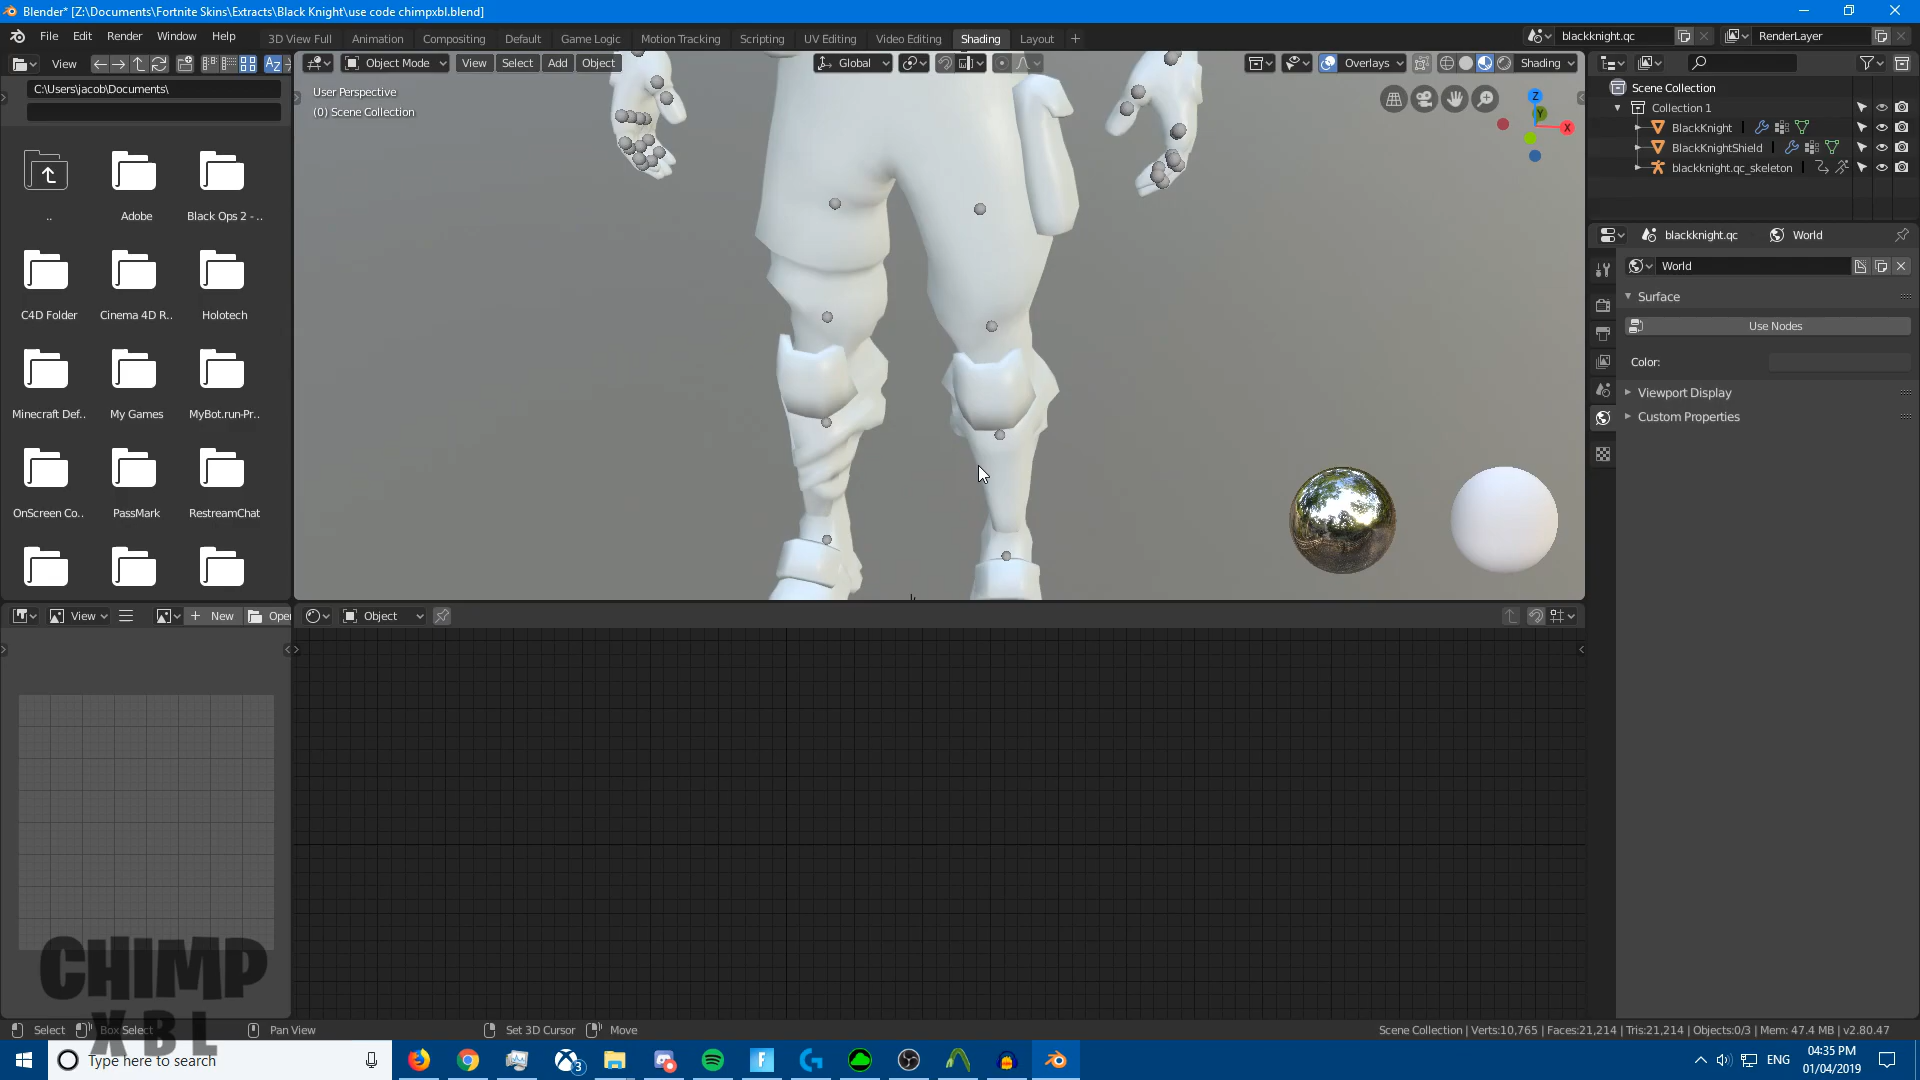 Blender* [Z:\Documents\Fortnite Skins\Extracts\Black Knight\use code chimpxbl.blend]
File Edit Render Window Help
3D View Full Animation Compositing Default Game Logic Motion Tracking Scripting UV Editing Video Editing Shading Layout +
blackknight.qc
RenderLayer
View
C:\Users\jacob\Documents\
..
Adobe
Black Ops 2 - ..
C4D Folder
Cinema 4D R..
Holotech
Minecraft Def..
My Games
MyBot.run-Pr..
OnScreen Co..
PassMark
RestreamChat
Object Mode View Select Add Object
Global
Overlays
Shading
User Perspective
(0) Scene Collection
Z
Y
X
Scene Collection
Collection 1
BlackKnight
BlackKnightShield
blackknight.qc_skeleton
blackknight.qc World
World
Surface
Use Nodes
Color:
Viewport Display
Custom Properties
View
+ New
Open
Object
CHIMP
XBL
Select Box Select Pan View Set 3D Cursor Move
Scene Collection | Verts:10,765 | Faces:21,214 | Tris:21,214 | Objects:0/3 | Mem: 47.4 MB | v2.80.47
Type here to search
3
ENG
04:35 PM
01/04/2019